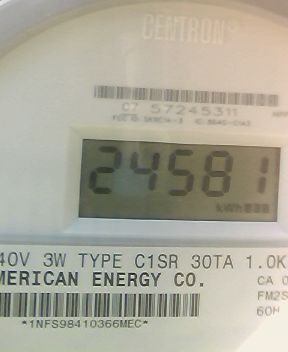 CENTRON®
C7 57245311
24581
kWh
40V 3W TYPE C1SR 30TA 1.0K
MERICAN ENERGY CO.
CA 0
FM2S
60H
*1NFS98410366MEC*